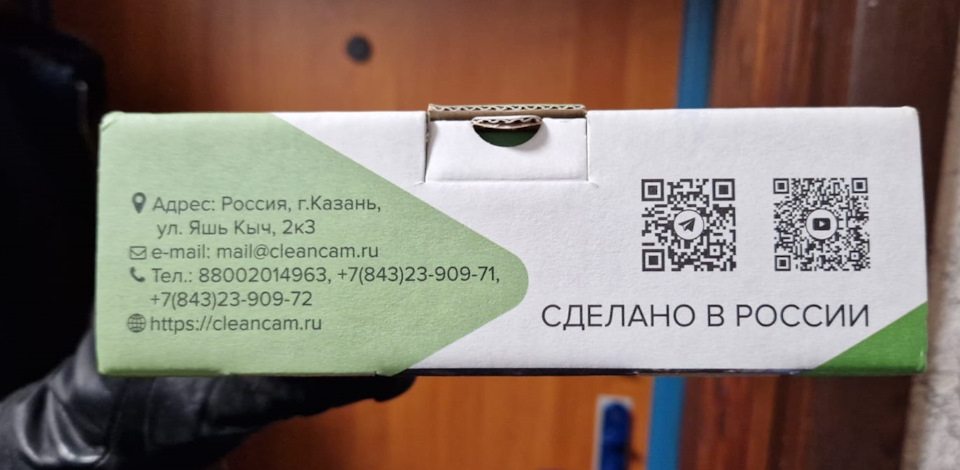 Адрес: Россия, г.Казань,
ул. Яшь Кыч, 2к3
e-mail: mail@cleancam.ru
Тел.: 88002014963, +7(843)23-909-71,
+7(843)23-909-72
https://cleancam.ru
СДЕЛАНО В РОССИИ